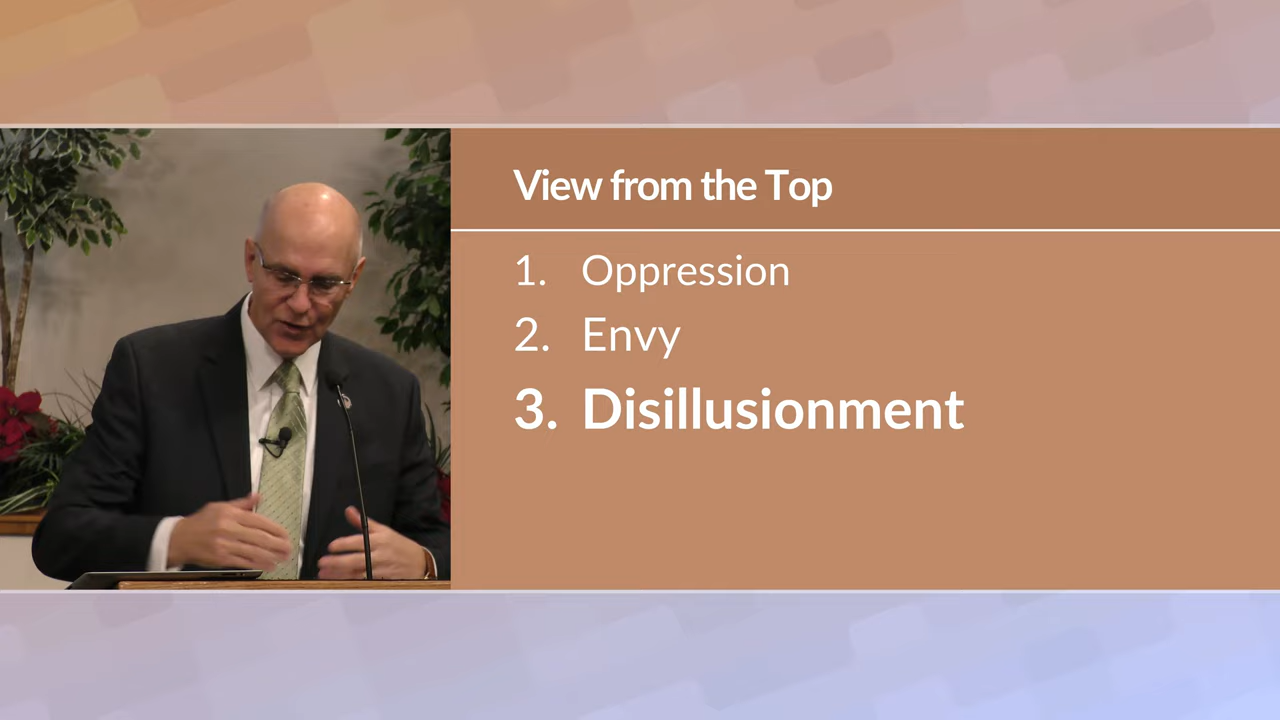 View from the Top
1. Oppression
2. Envy
3. Disillusionment